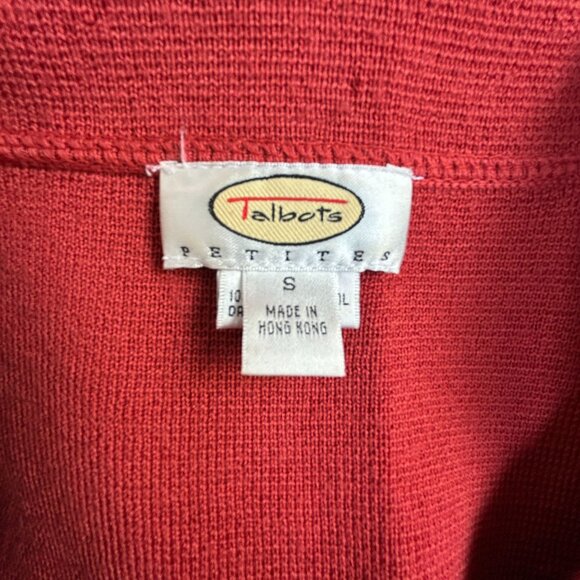 Talbots
PETITES
S
MADE IN
HONG KONG